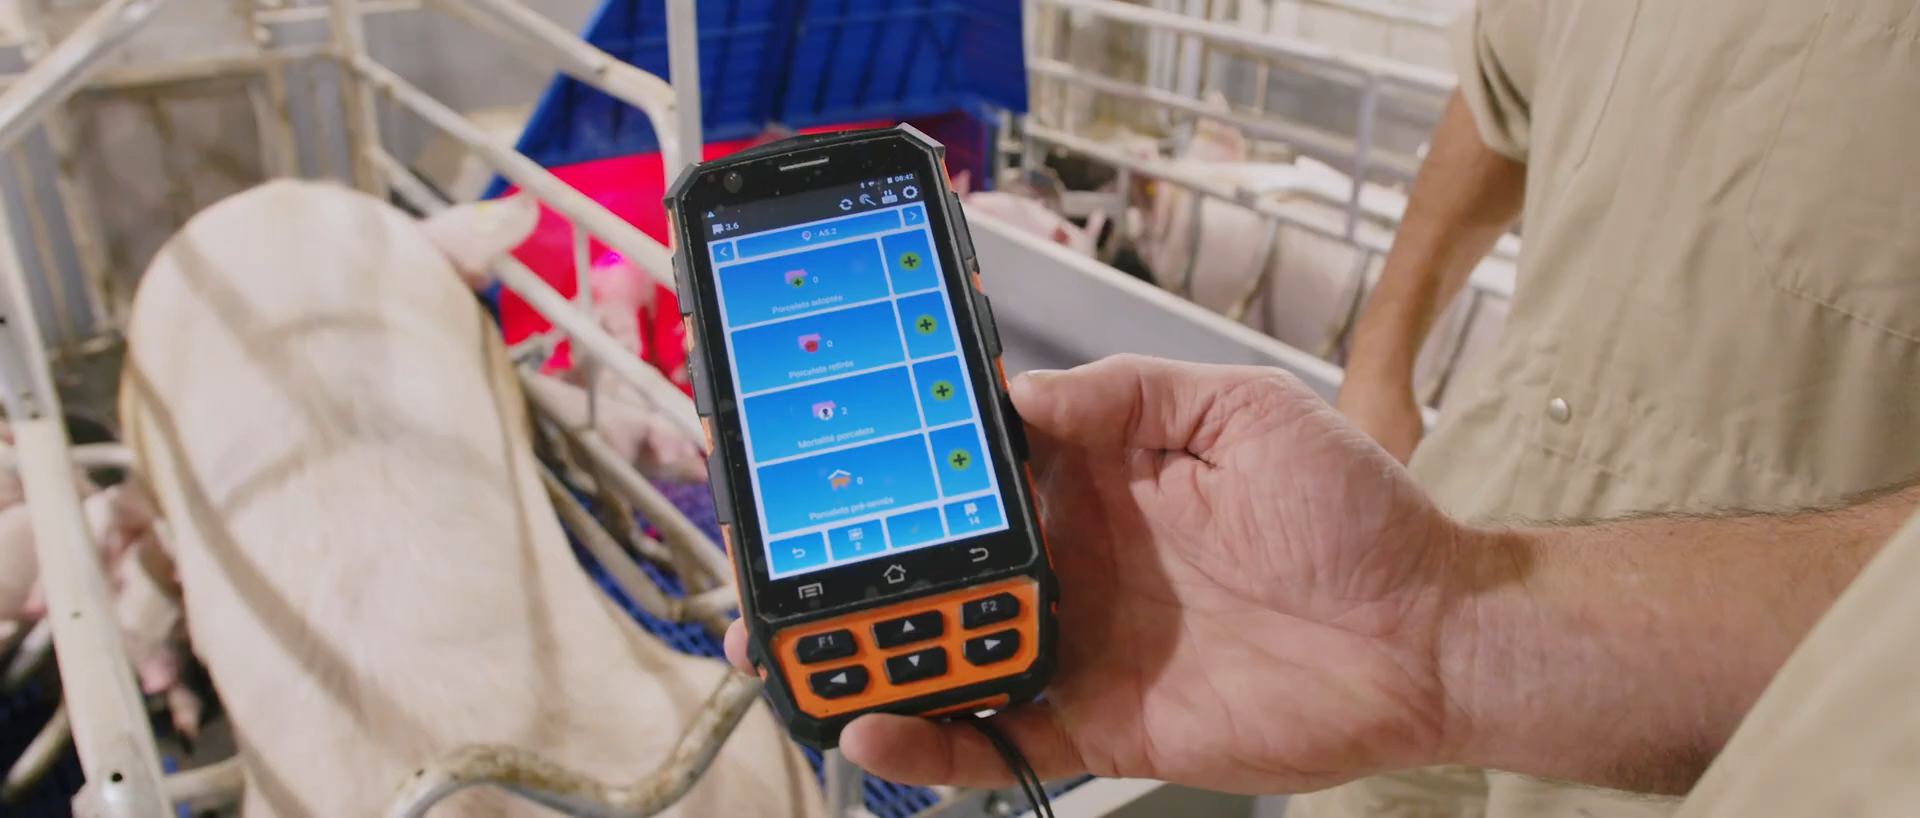 08:42
3.6
: A5.2
0
Porcelets adoptés
0
Porcelets retirés
2
Mortalité porcelets
0
Porcelets pré-sevrés
2
14
F1
F2